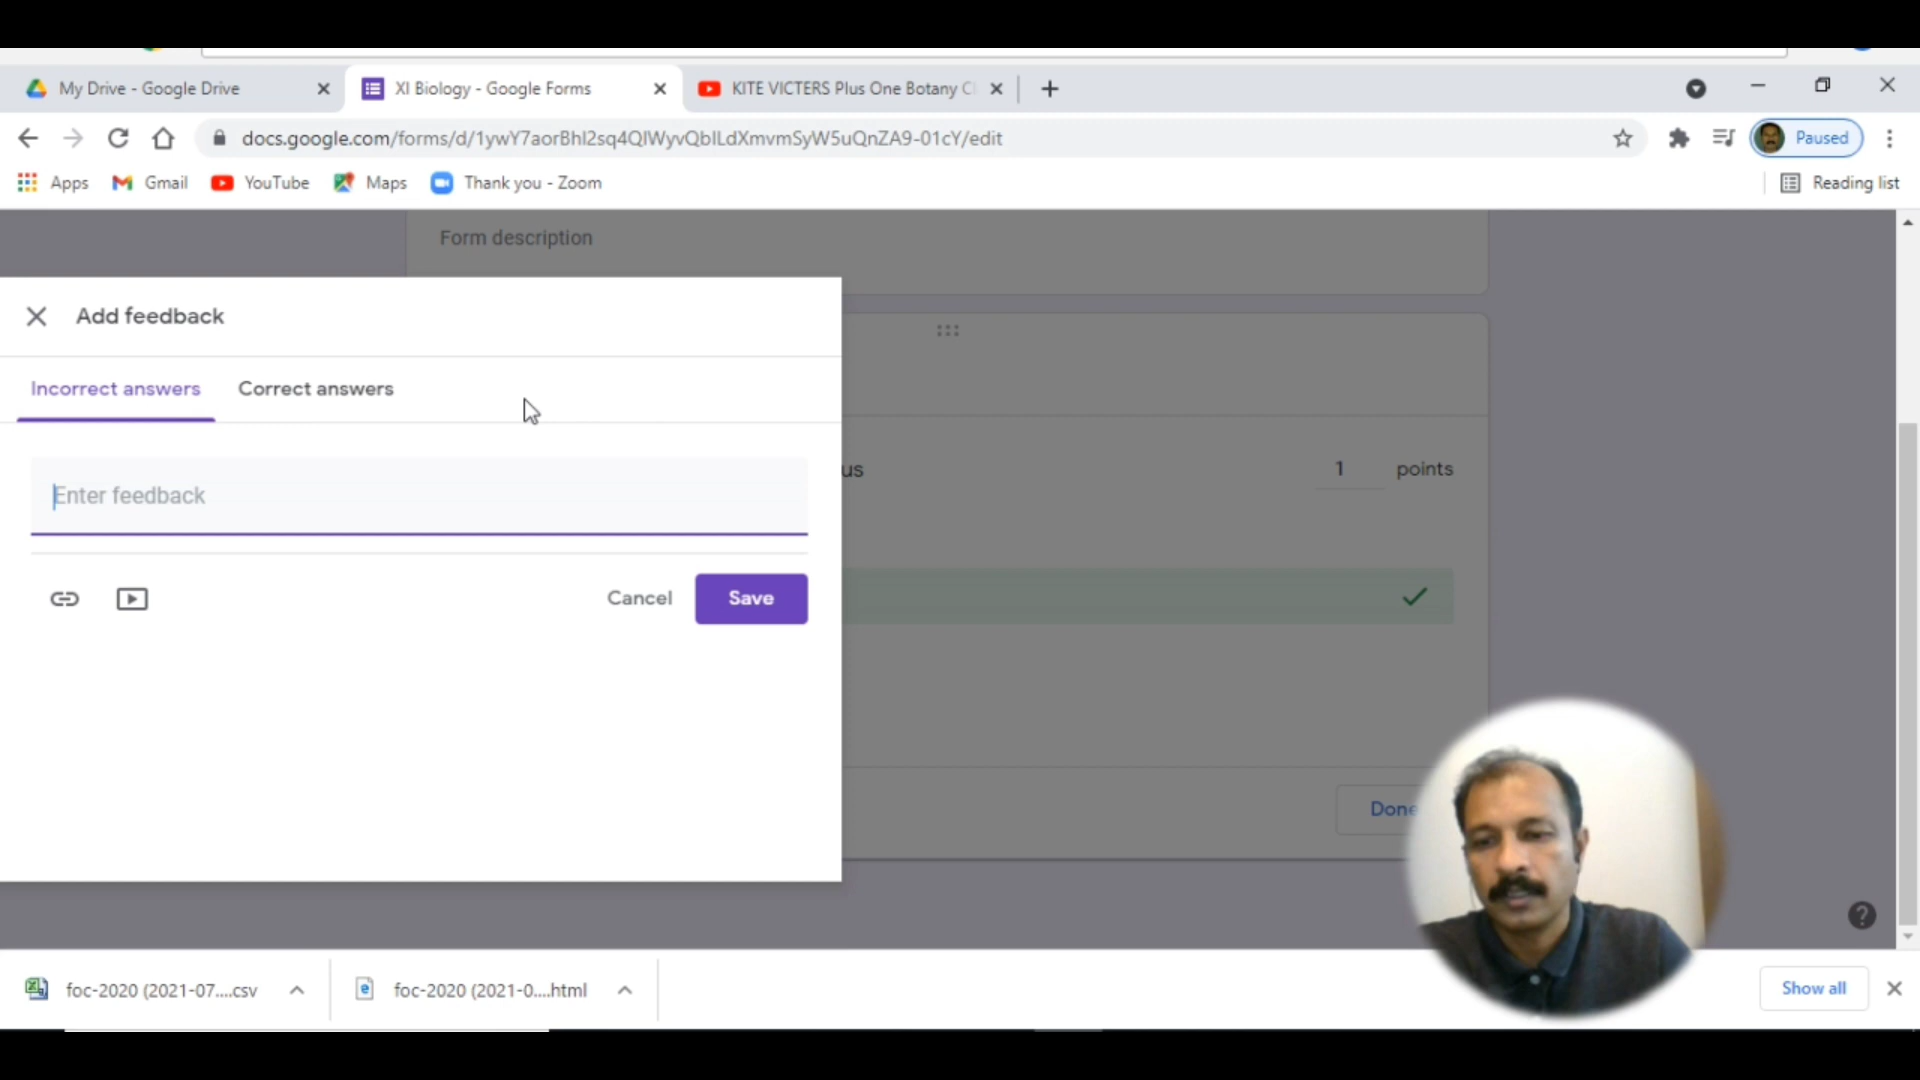 My Drive - Google Drive
XI Biology - Google Forms
KITE VICTERS Plus One Botany C
docs.google.com/forms/d/1ywY7aorBhl2sq4QlWyvQblLdXmvmSyW5uQnZA9-01cY/edit
Paused
Apps
Gmail
YouTube
Maps
Thank you - Zoom
Reading list
Form description
Add feedback
Incorrect answers
Correct answers
us
1 points
Enter feedback
Cancel
Save
Done
foc-2020 (2021-07....csv
foc-2020 (2021-0....html
Show all